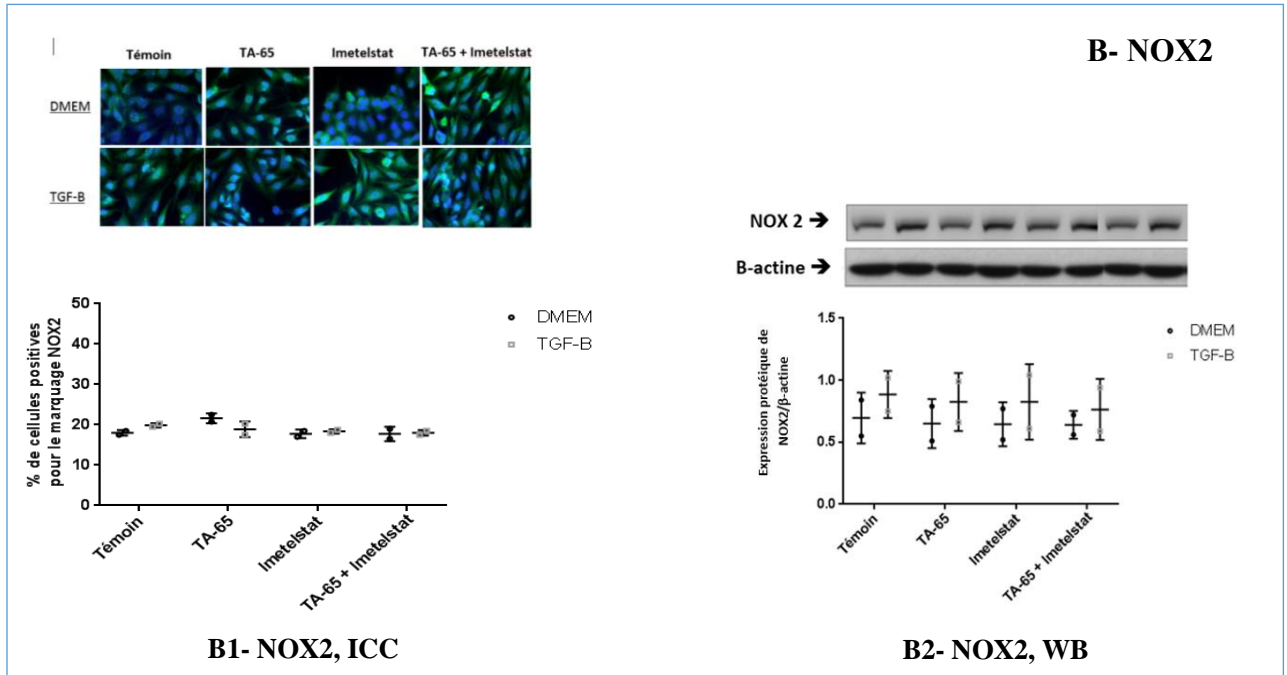 B- NOX2
Témoin
TA-65
Imetelstat
TA-65 + Imetelstat
DMEM
TGF-B
% de cellules positives
pour le marquage NOX2
50
40
30
20
10
0
DMEM
TGF-B
Témoin
TA-65
Imetelstat
TA-65 + Imetelstat
B1- NOX2, ICC
NOX 2 ➔
B-actine ➔
Expression protéique de
NOX2/β-actine
1.5
1.0
0.5
0.0
DMEM
TGF-B
Témoin
TA-65
Imetelstat
TA-65 + Imetelstat
B2- NOX2, WB